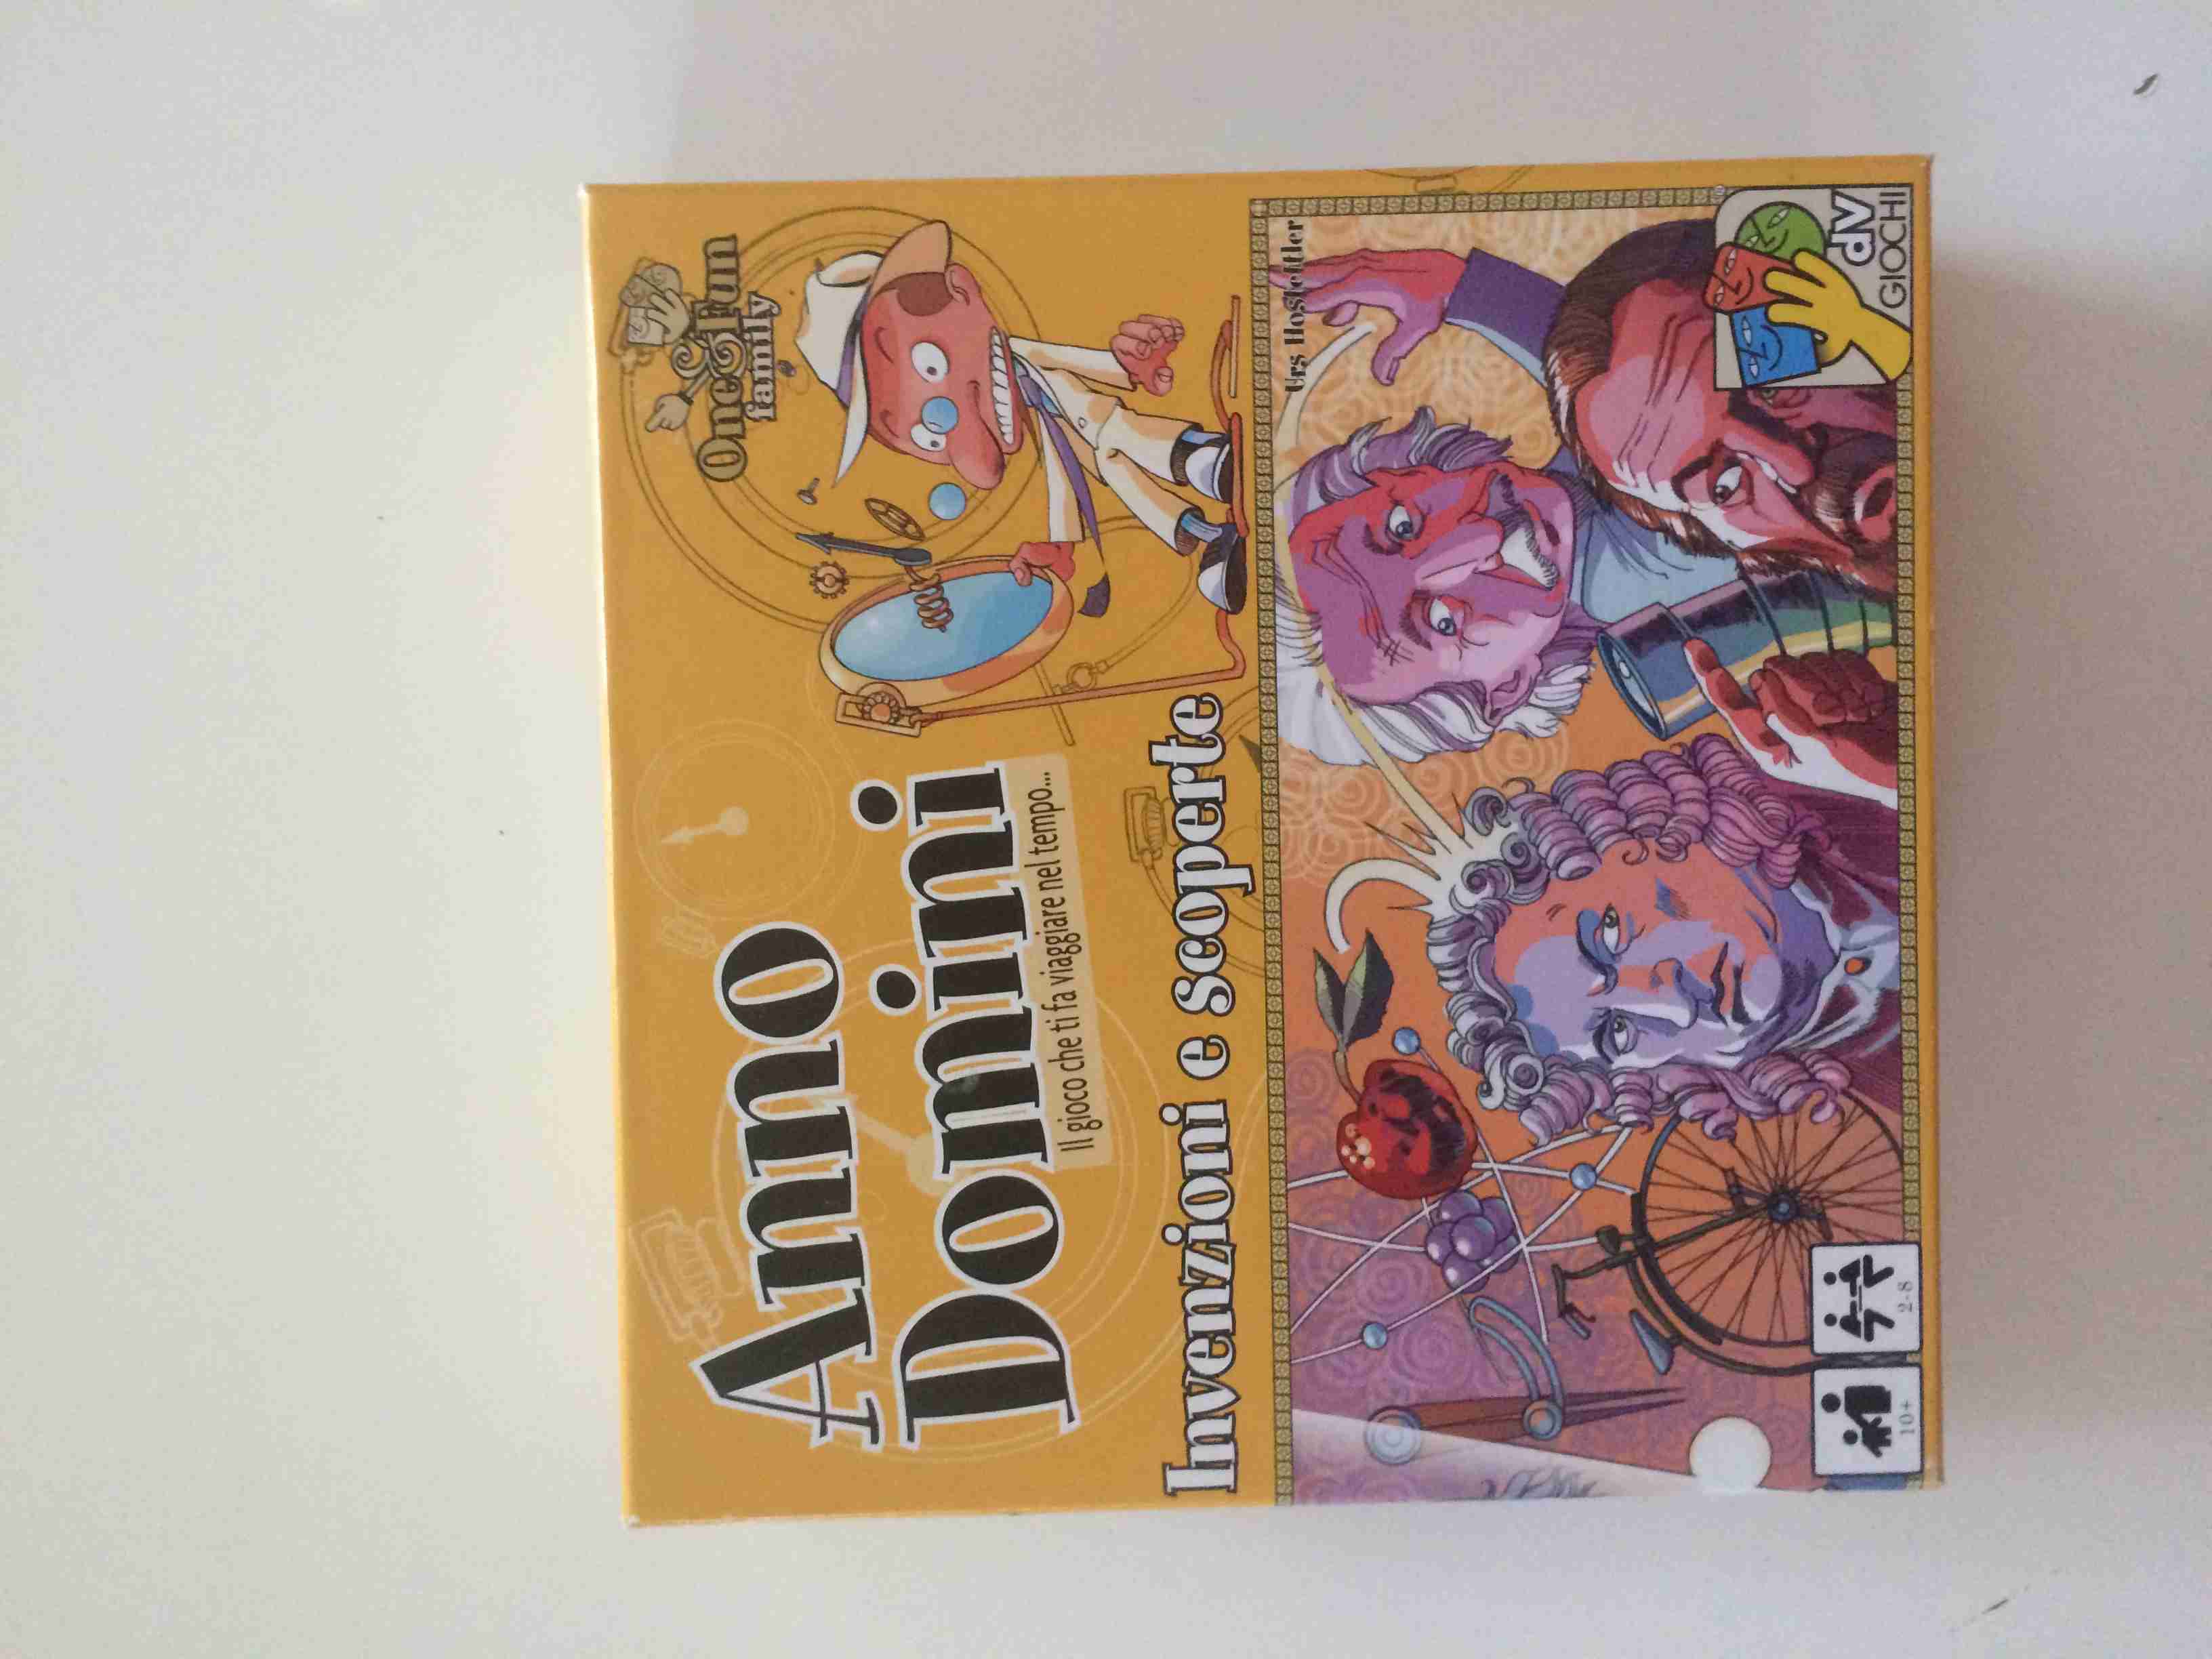 One&Fun
family
Anno
Domini
Il gioco che ti fa viaggiare nel tempo...
Invenzioni e scoperte
Urs Hostettler
10+
2-8
dV
GIOCHI